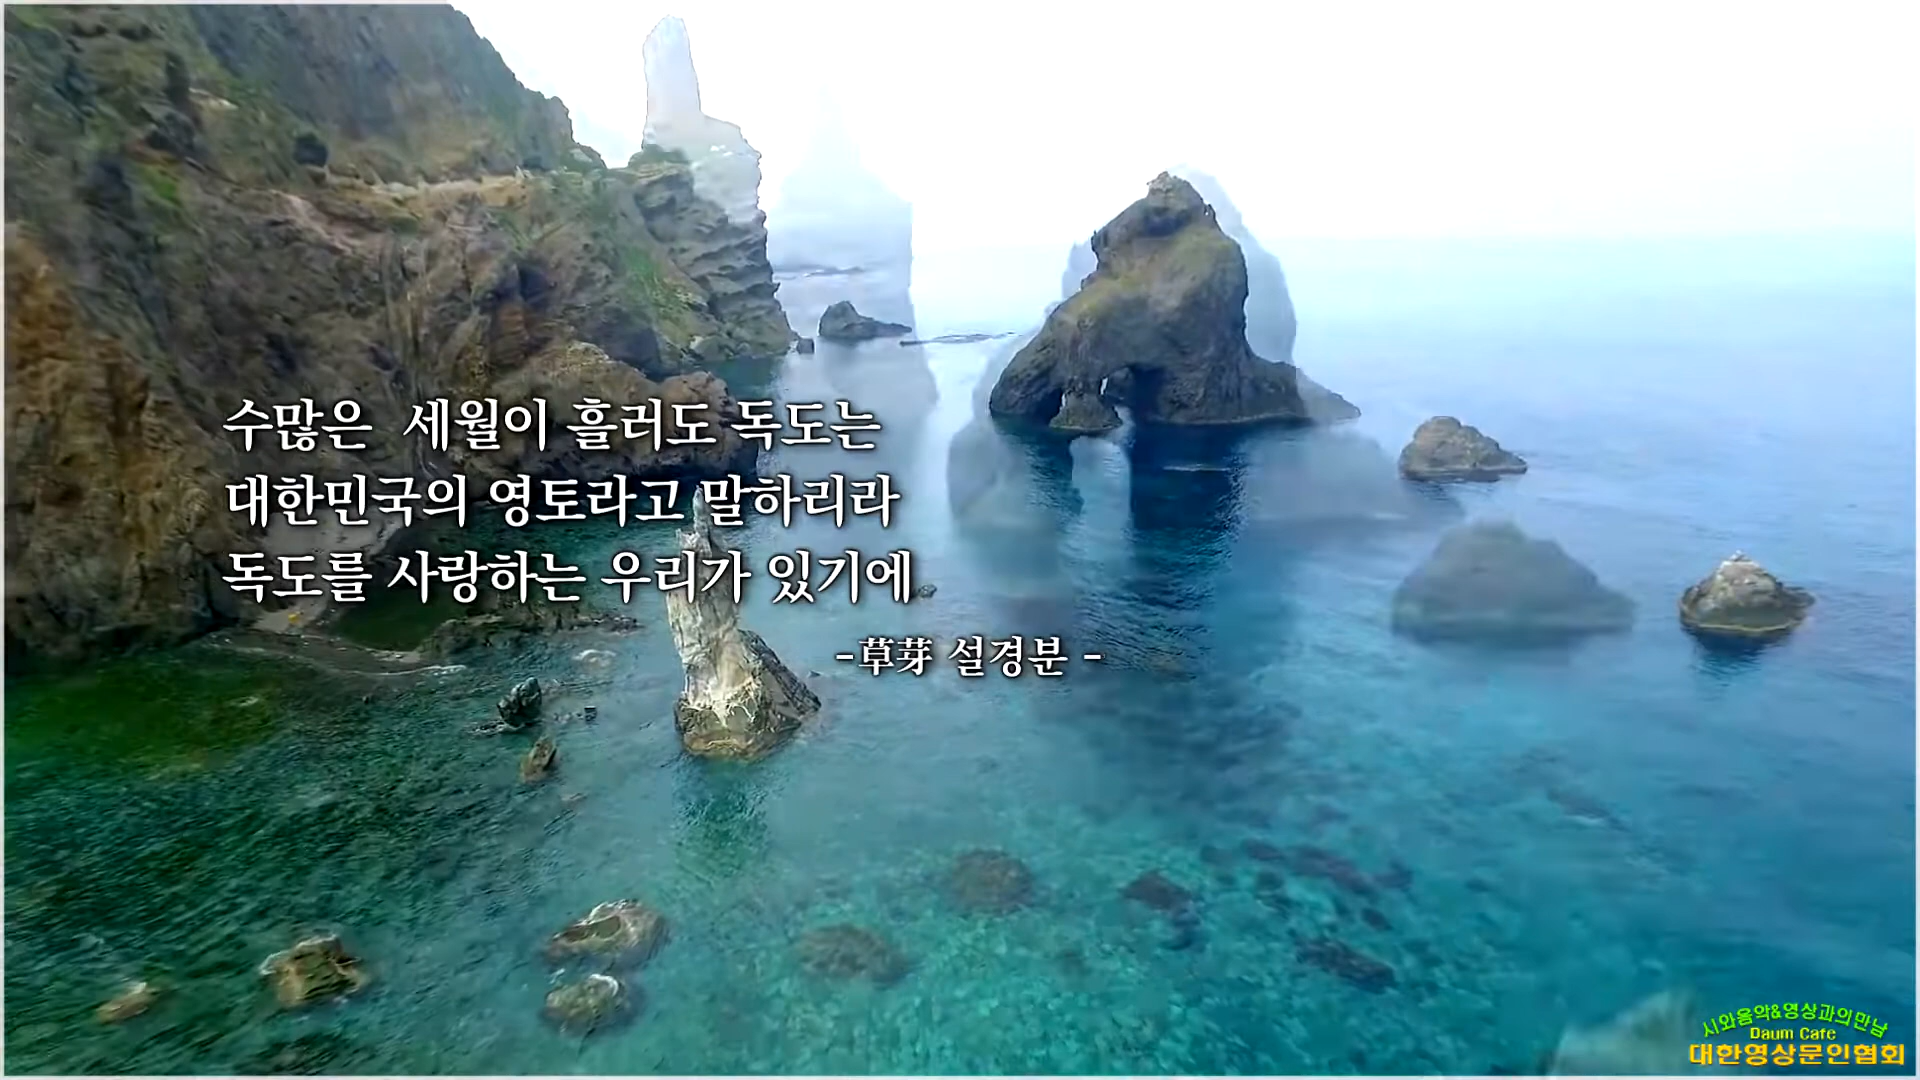 수많은  세월이 흘러도 독도는
대한민국의 영토라고 말하리라
독도를 사랑하는 우리가 있기에
-草芽 설경분 -
시와음악&영상과의만남
Daum Cafe
대한영상문인협회